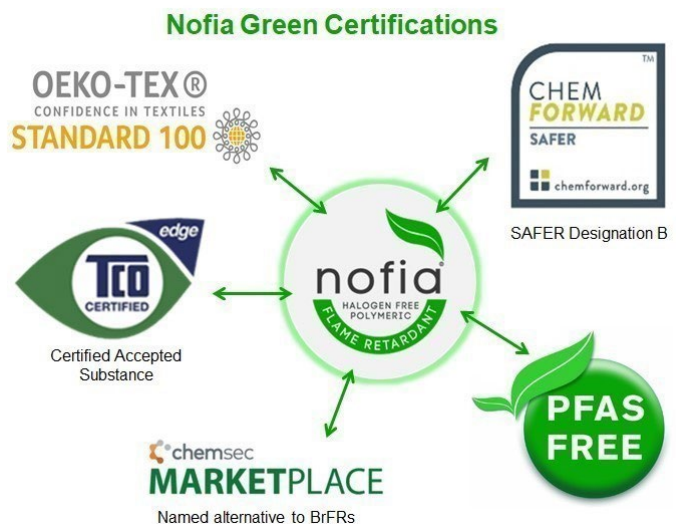 Nofia Green Certifications
OEKO-TEX®
CONFIDENCE IN TEXTILES
STANDARD 100
CHEM
FORWARD
TM
SAFER
chemforward.org
SAFER Designation B
edge
TCO
CERTIFIED
Certified Accepted
Substance
nofia®
HALOGEN FREE
POLYMERIC
FLAME RETARDANT
PFAS
FREE
chemsec
MARKETPLACE
Named alternative to BrFRs